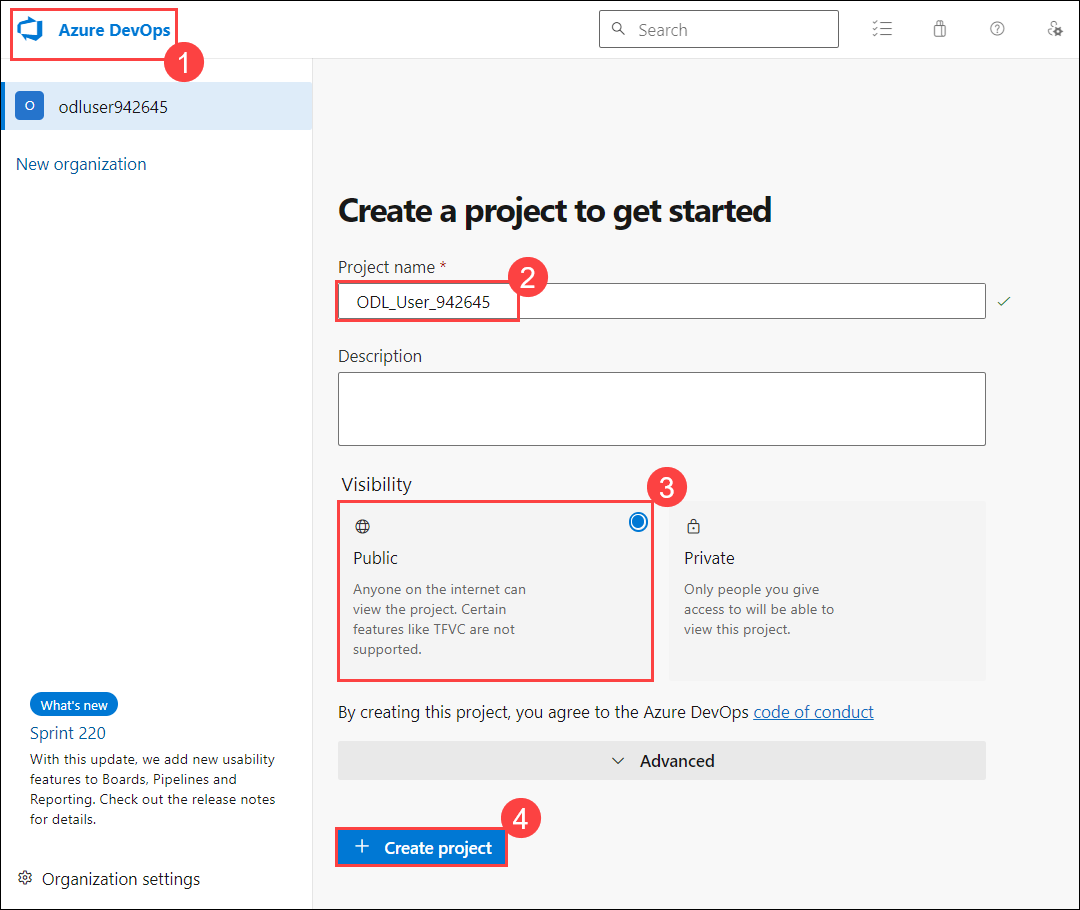 Azure DevOps
1
Search
O
odluser942645
New organization
Create a project to get started
Project name *
2
ODL_User_942645
Description
Visibility
3
Public
Anyone on the internet can
view the project. Certain
features like TFVC are not
supported.
Private
Only people you give
access to will be able to
view this project.
By creating this project, you agree to the Azure DevOps code of conduct
Advanced
4
+ Create project
What's new
Sprint 220
With this update, we add new usability
features to Boards, Pipelines and
Reporting. Check out the release notes
for details.
Organization settings